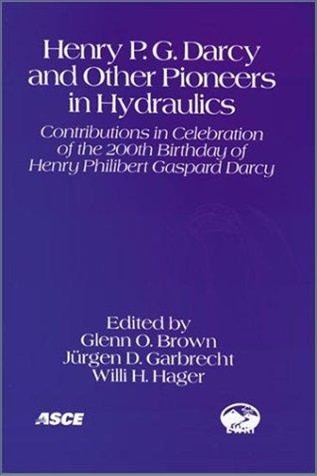 Henry P. G. Darcy
and Other Pioneers
in Hydraulics
Contributions in Celebration
of the 200th Birthday of
Henry Philibert Gaspard Darcy
Edited by
Glenn O. Brown
Jürgen D. Garbrecht
Willi H. Hager
ASCE
EWRI